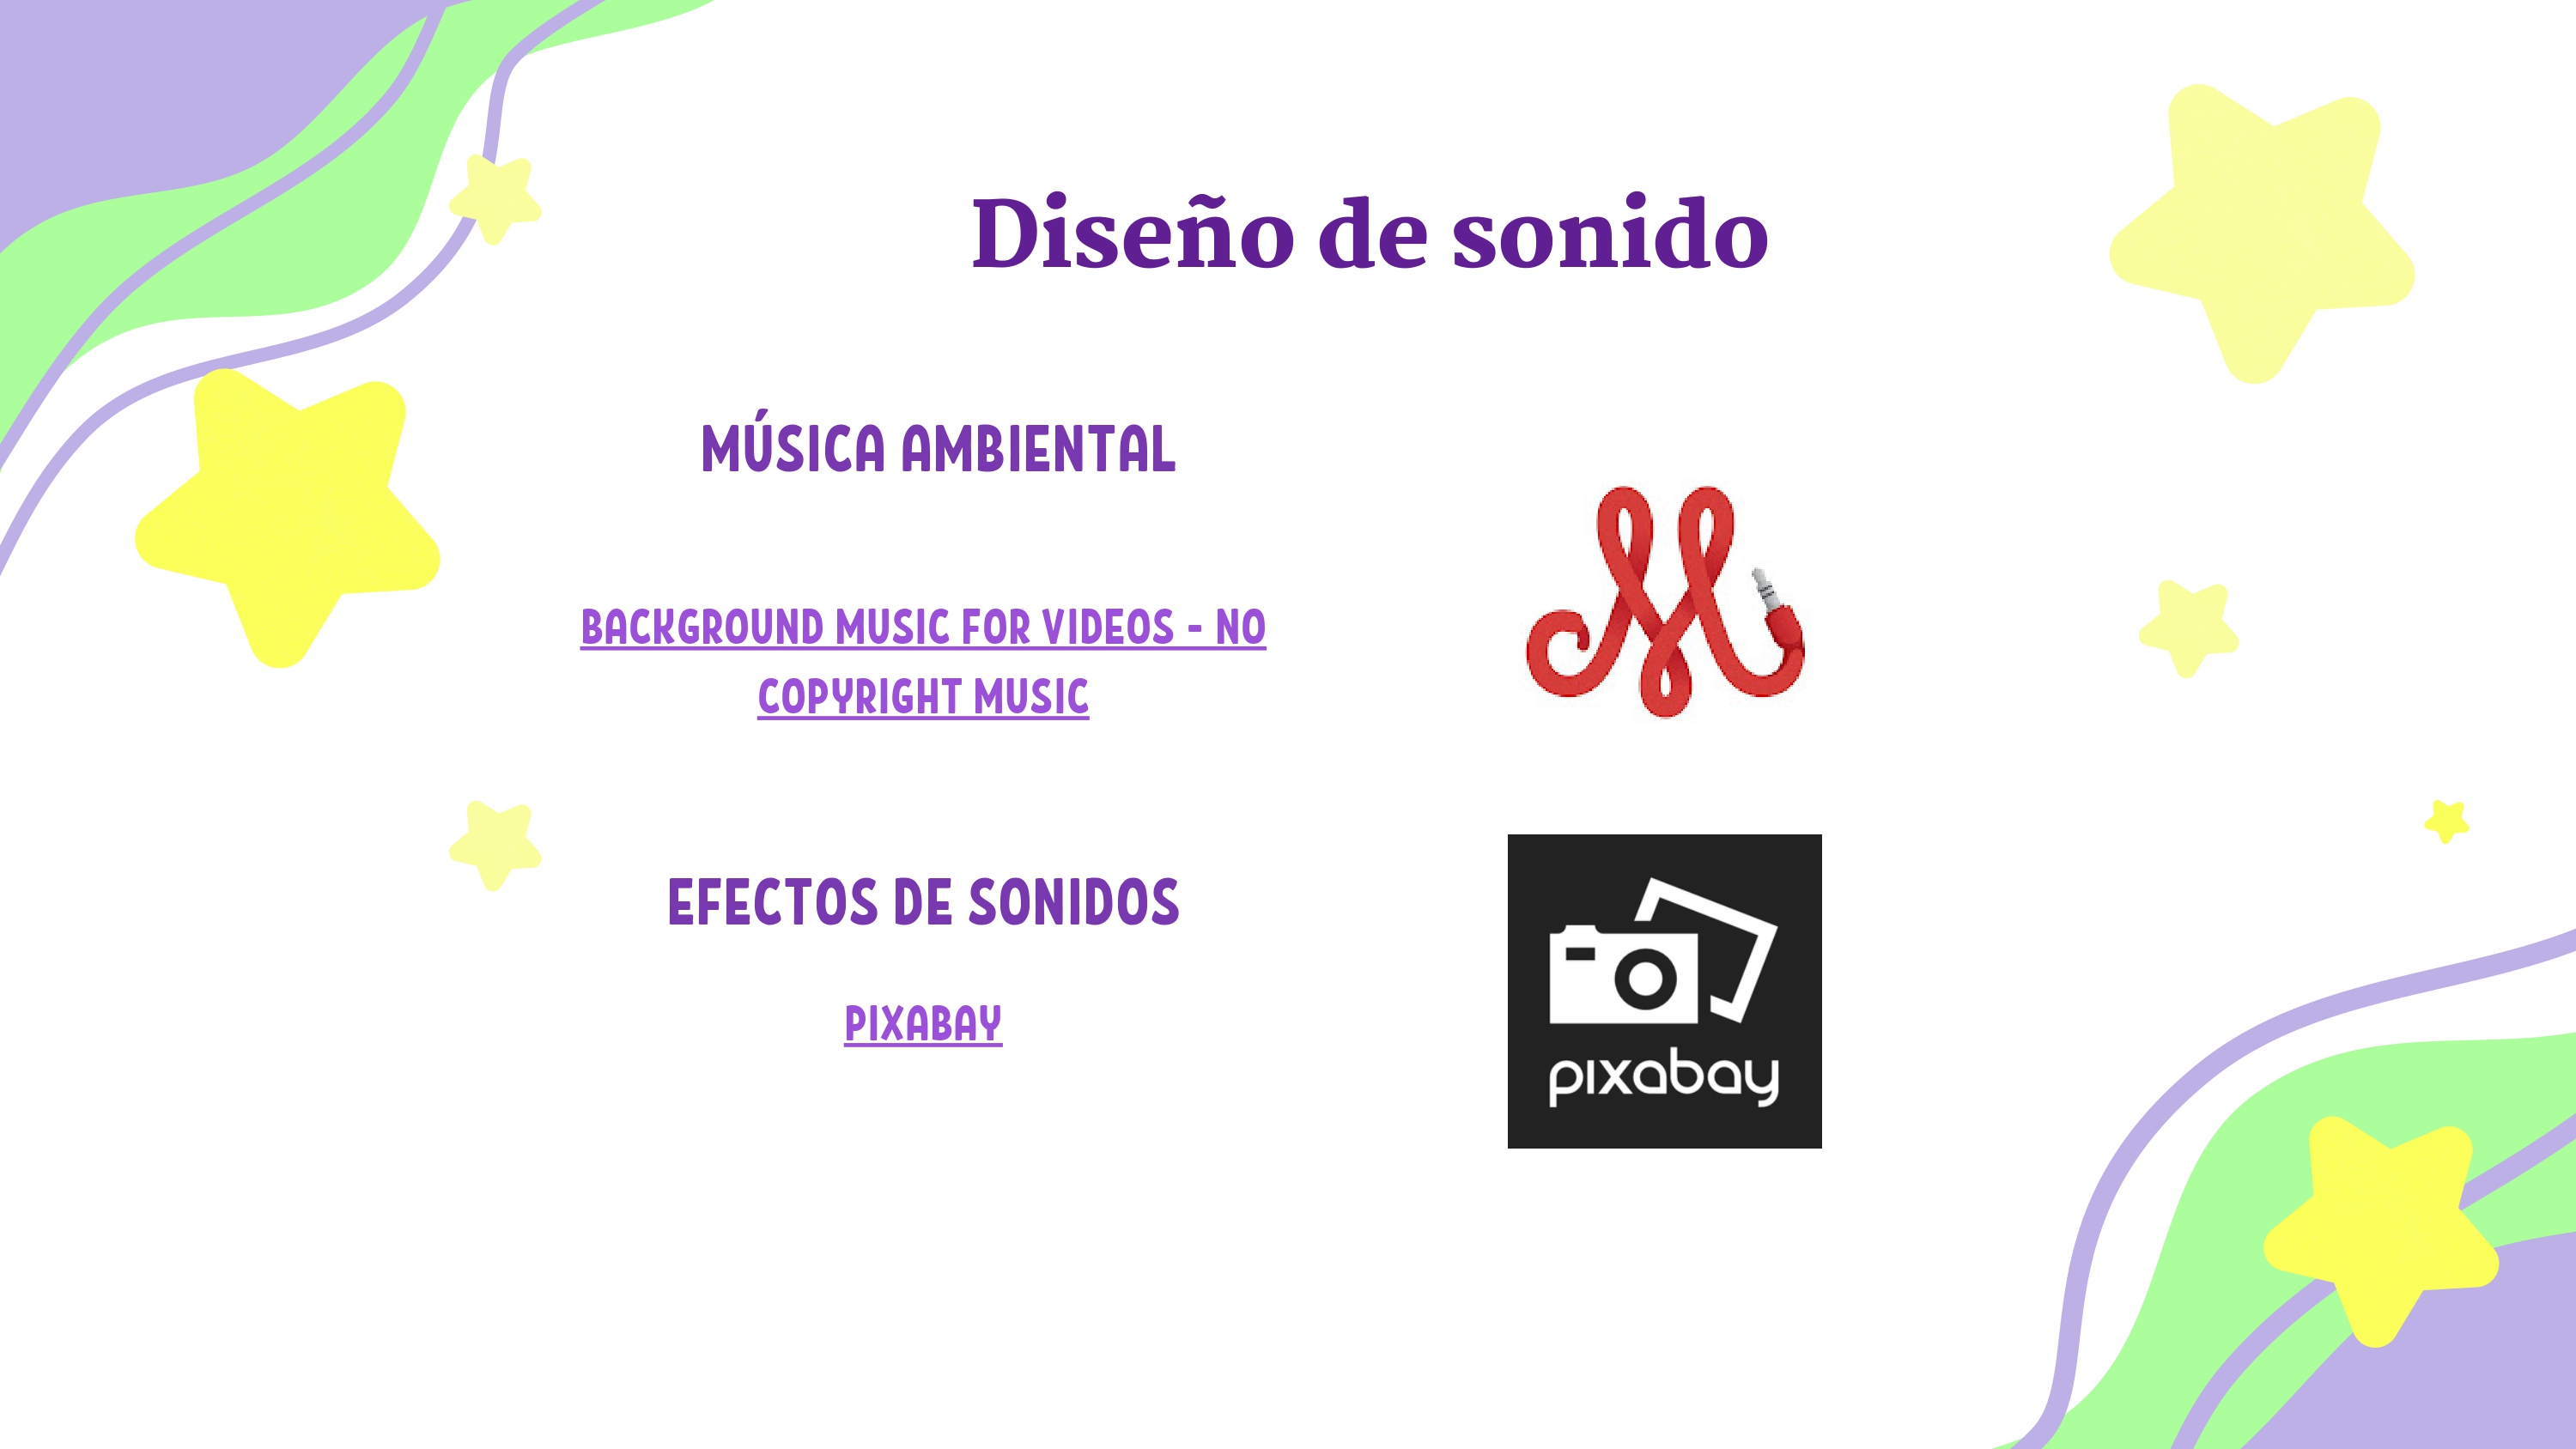 Diseño de sonido
MÚSICA AMBIENTAL
BACKGROUND MUSIC FOR VIDEOS - NO
COPYRIGHT MUSIC
EFECTOS DE SONIDOS
PIXABAY
pixabay